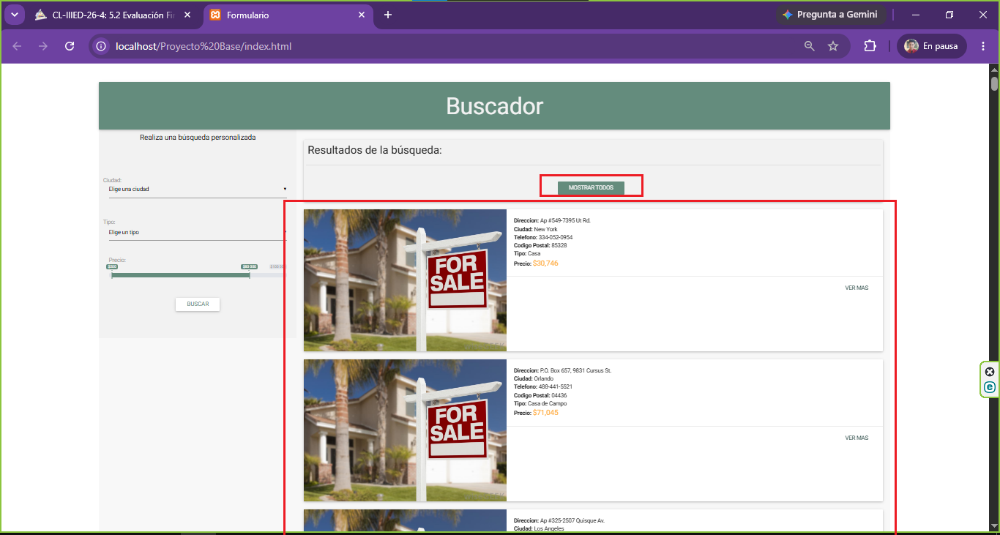 CL-IIIED-26-4: 5.2 Evaluación Fi
Formulario
Pregunta a Gemini
localhost/Proyecto%20Base/index.html
En pausa
Buscador
Realiza una búsqueda personalizada
Ciudad:
Elige una ciudad
Tipo:
Elige un tipo
Precio:
$200 $80 000 $100 000
BUSCAR
Resultados de la búsqueda:
MOSTRAR TODOS
FOR
SALE
Direccion: Ap #549-7395 Ut Rd.
Ciudad: New York
Telefono: 334-052-0954
Codigo Postal: 85328
Tipo: Casa
Precio: $30,746
VER MAS
FOR
SALE
Direccion: P.O. Box 657, 9831 Cursus St.
Ciudad: Orlando
Telefono: 488-441-5521
Codigo Postal: 04436
Tipo: Casa de Campo
Precio: $71,045
VER MAS
Direccion: Ap #325-2507 Quisque Av.
Ciudad: Los Angeles